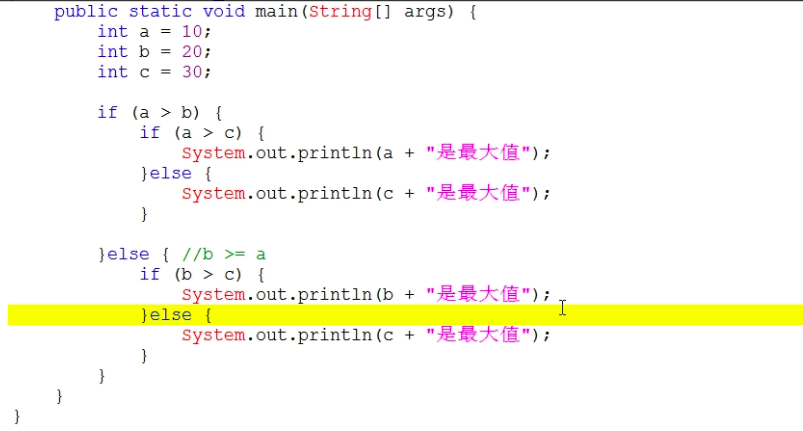 public static void main(String[] args) {
int a = 10;
int b = 20;
int c = 30;
if (a > b) {
if (a > c) {
System.out.println(a + "是最大值");
}else {
System.out.println(c + "是最大值");
}
}else { //b >= a
if (b > c) {
System.out.println(b + "是最大值");
}else {
System.out.println(c + "是最大值");
}
}
}
}